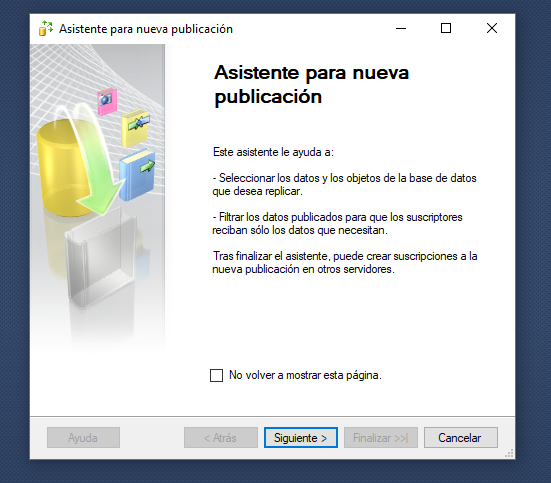 Asistente para nueva publicación
Asistente para nueva
publicación
Este asistente le ayuda a:
- Seleccionar los datos y los objetos de la base de datos
que desea replicar.
- Filtrar los datos publicados para que los suscriptores
reciban sólo los datos que necesitan.
Tras finalizar el asistente, puede crear suscripciones a la
nueva publicación en otros servidores.
No volver a mostrar esta página.
Ayuda
< Atrás
Siguiente >
Finalizar >>|
Cancelar